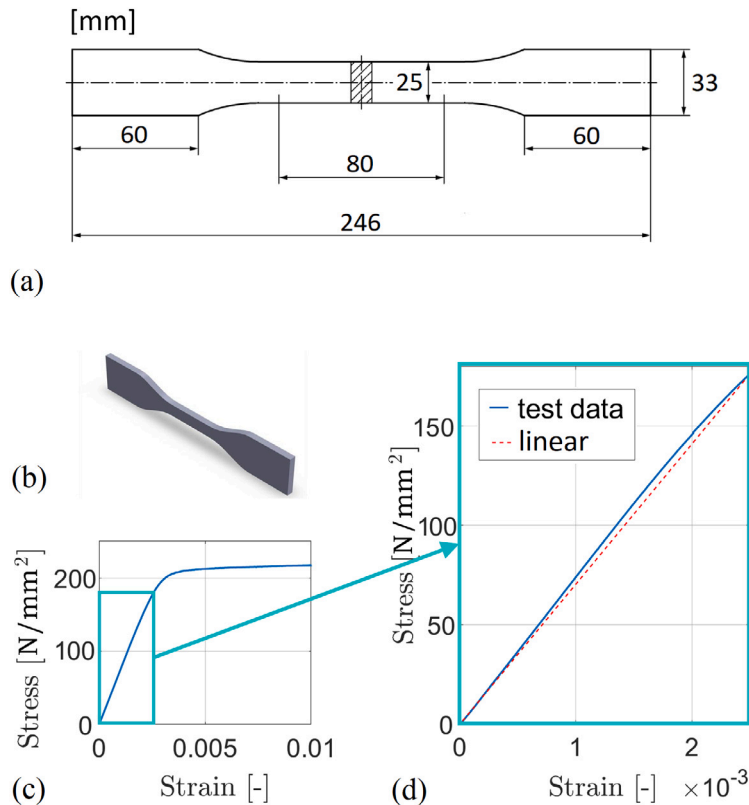 [mm]
25
33
60
60
80
246
(a)
(b)
Stress [N/mm²]
200
100
0
0
0.005
0.01
Strain [-]
(c)
test data
linear
Stress [N/mm²]
150
100
50
0
0
1
2
Strain [-]
×10⁻³
(d)